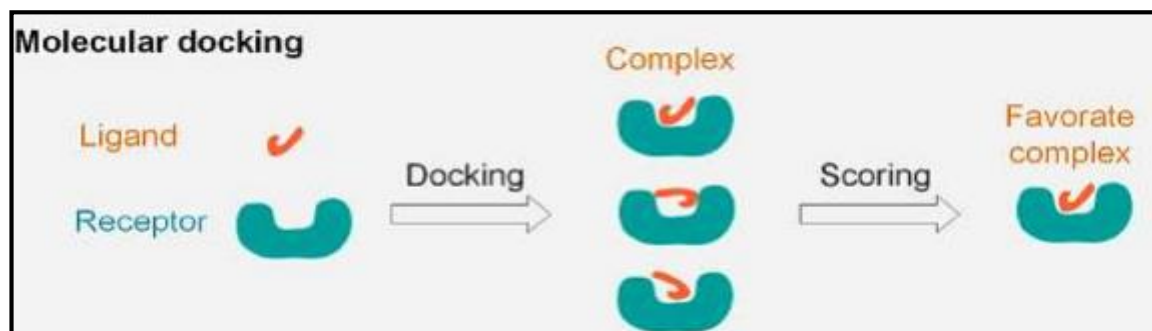 Molecular docking
Ligand
Receptor
Docking
Complex
Scoring
Favorate
complex